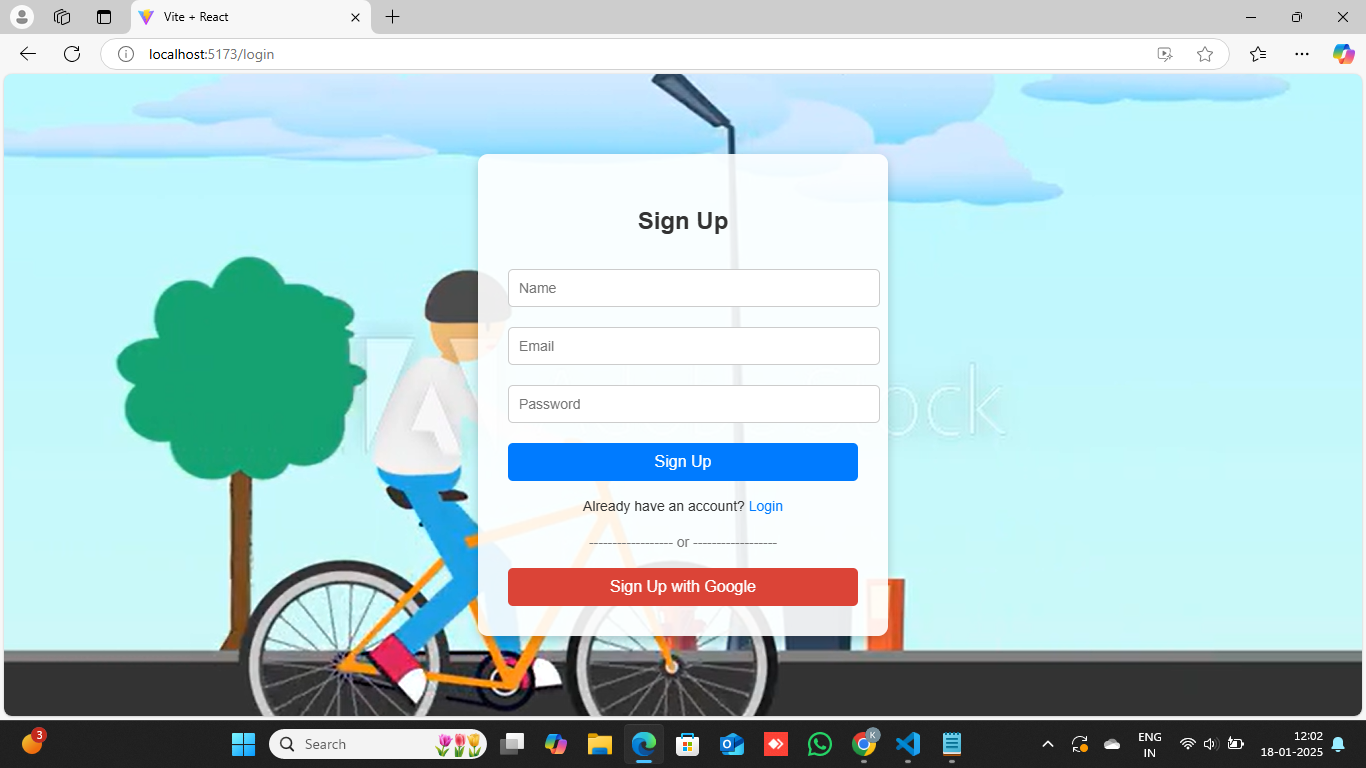 Vite + React
localhost:5173/login
Sign Up
Name
Email
ock
Password
Sign Up
Already have an account? Login
------------------ or ------------------
Sign Up with Google
3
Search
K
ENG
IN
12:02
18-01-2025